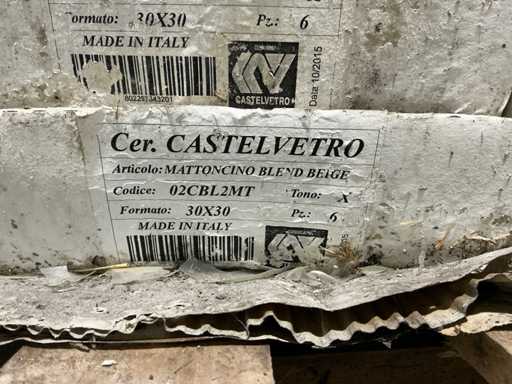 Formato: 30X30 Pz.: 6
MADE IN ITALY
CASTELVETRO
Data 10/2015
Cer. CASTELVETRO
Articolo: MATTONCINO BLEND BEIGE
Codice: 02CBL2MT Tono: X
Formato: 30X30 Pz.: 6
MADE IN ITALY